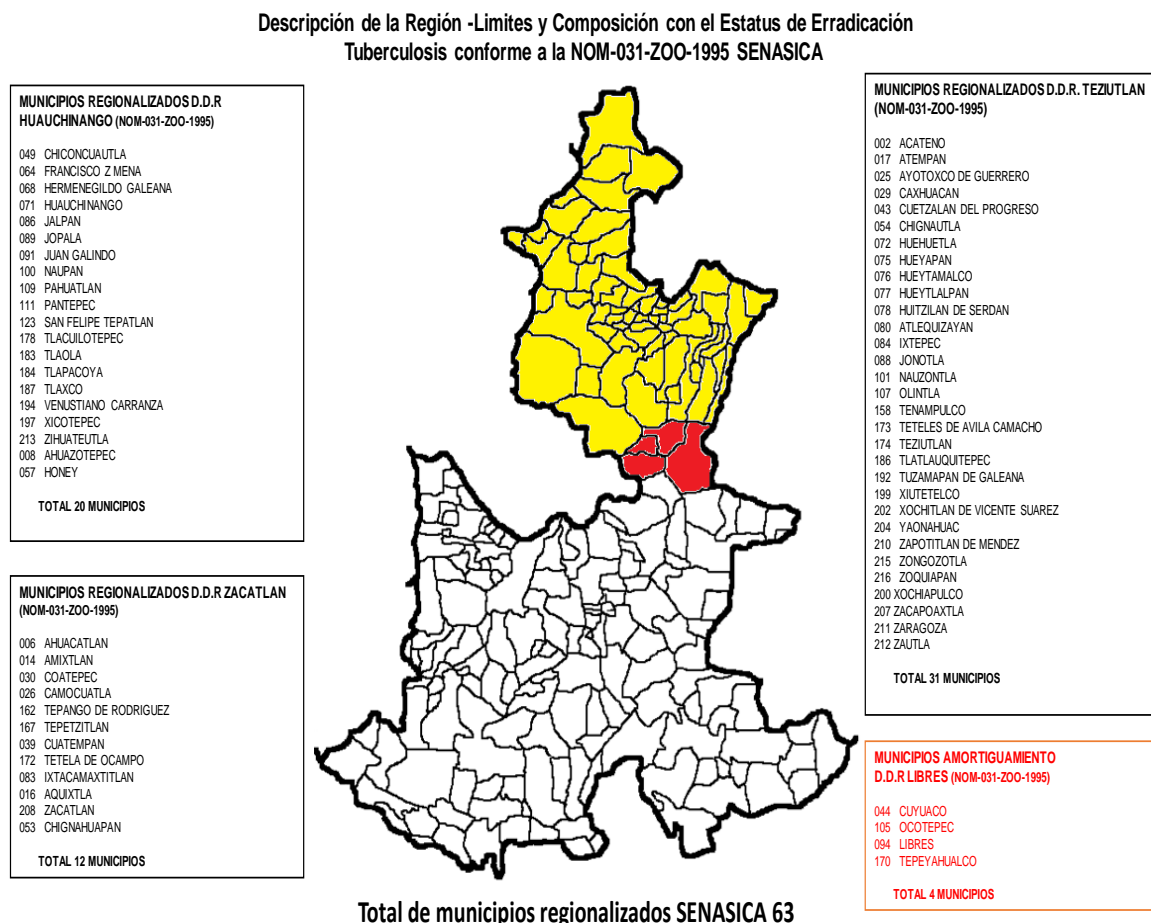 Descripción de la Región -Limites y Composición con el Estatus de Erradicación
Tuberculosis conforme a la NOM-031-ZOO-1995 SENASICA
MUNICIPIOS REGIONALIZADOS D.D.R
HUAUCHINANGO (NOM-031-ZOO-1995)
049 CHICONCUAUTLA
064 FRANCISCO Z MENA
068 HERMENEGILDO GALEANA
071 HUAUCHINANGO
086 JALPAN
089 JOPALA
091 JUAN GALINDO
100 NAUPAN
109 PAHUATLAN
111 PANTEPEC
123 SAN FELIPE TEPATLAN
178 TLACUILOTEPEC
183 TLAOLA
184 TLAPACOYA
187 TLAXCO
194 VENUSTIANO CARRANZA
197 XICOTEPEC
213 ZIHUATEUTLA
008 AHUAZOTEPEC
057 HONEY
TOTAL 20 MUNICIPIOS
MUNICIPIOS REGIONALIZADOS D.D.R ZACATLAN
(NOM-031-ZOO-1995)
006 AHUACATLAN
014 AMIXTLAN
030 COATEPEC
026 CAMOCUATLA
162 TEPANGO DE RODRIGUEZ
167 TEPETZITLAN
039 CUATEMPAN
172 TETELA DE OCAMPO
083 IXTACAMAXTITLAN
016 AQUIXTLA
208 ZACATLAN
053 CHIGNAHUAPAN
TOTAL 12 MUNICIPIOS
MUNICIPIOS REGIONALIZADOS D.D.R. TEZIUTLAN
(NOM-031-ZOO-1995)
002 ACATENO
017 ATEMPAN
025 AYOTOXCO DE GUERRERO
029 CAXHUACAN
043 CUETZALAN DEL PROGRESO
054 CHIGNAUTLA
072 HUEHUETLA
075 HUEYAPAN
076 HUEYTAMALCO
077 HUEYTLALPAN
078 HUITZILAN DE SERDAN
080 ATLEQUIZAYAN
084 IXTEPEC
088 JONOTLA
101 NAUZONTLA
107 OLINTLA
158 TENAMPULCO
173 TETELES DE AVILA CAMACHO
174 TEZIUTLAN
186 TLATLAUQUITEPEC
192 TUZAMAPAN DE GALEANA
199 XIUTETELCO
202 XOCHITLAN DE VICENTE SUAREZ
204 YAONAHUAC
210 ZAPOTITLAN DE MENDEZ
215 ZONGOZOTLA
216 ZOQUIAPAN
200 XOCHIAPULCO
207 ZACAPOAXTLA
211 ZARAGOZA
212 ZAUTLA
TOTAL 31 MUNICIPIOS
MUNICIPIOS AMORTIGUAMIENTO
D.D.R LIBRES (NOM-031-ZOO-1995)
044 CUYUACO
105 OCOTEPEC
094 LIBRES
170 TEPEYAHUALCO
TOTAL 4 MUNICIPIOS
Total de municipios regionalizados SENASICA 63